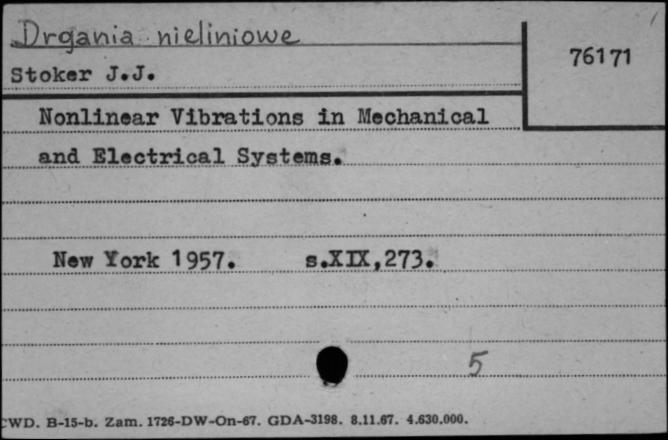 Drgania nieliniowe
76171
Stoker J.J.
Nonlinear Vibrations in Mechanical
and Electrical Systems.
New York 1957. s.XIX,273.
5
CWD. B-15-b. Zam. 1726-DW-On-67. GDA-3198. 8.11.67. 4.630.000.